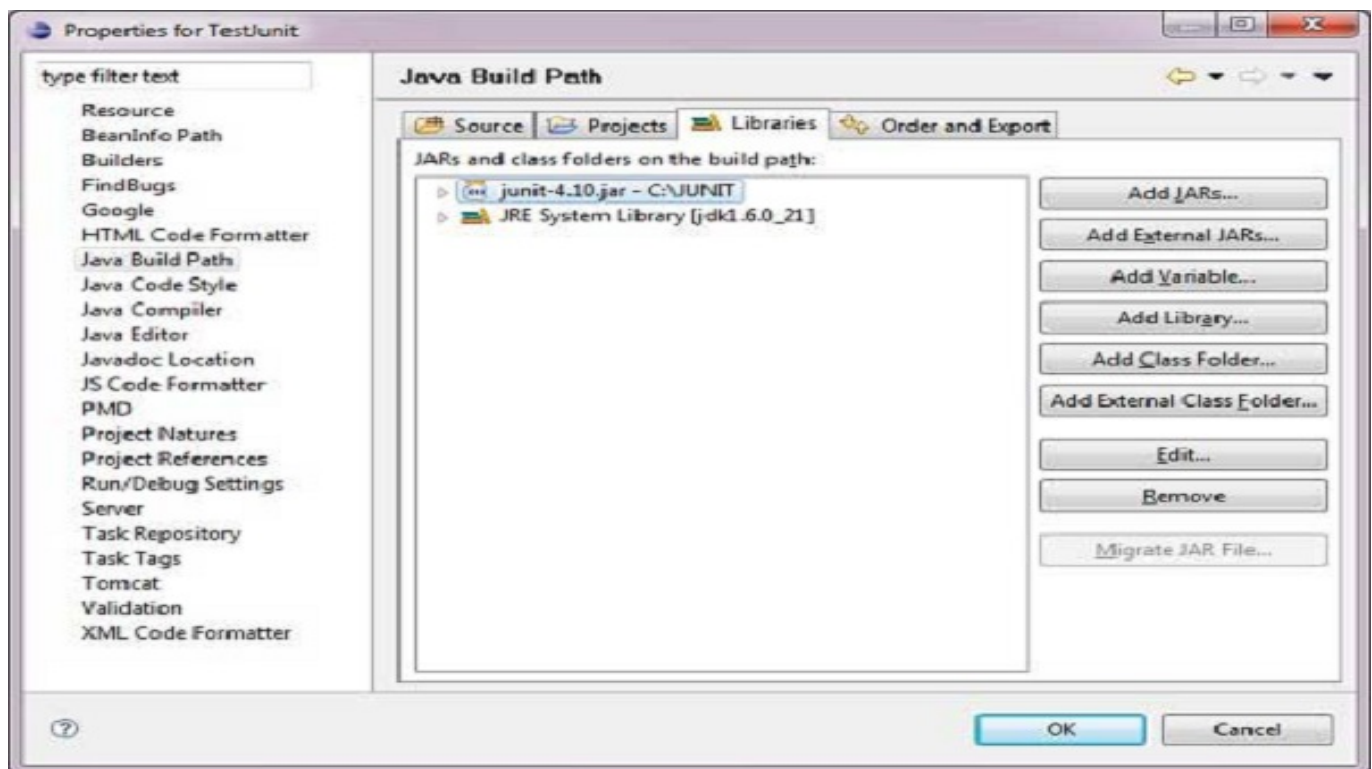 Properties for TestJunit
type filter text
Resource
BeanInfo Path
Builders
FindBugs
Google
HTML Code Formatter
Java Build Path
Java Code Style
Java Compiler
Java Editor
Javadoc Location
JS Code Formatter
PMD
Project Natures
Project References
Run/Debug Settings
Server
Task Repository
Task Tags
Tomcat
Validation
XML Code Formatter
Java Build Path
Source Projects Libraries Order and Export
JARs and class folders on the build path:
junit-4.10.jar - C:\JUNIT
JRE System Library [jdk1.6.0_21]
Add JARs...
Add External JARs...
Add Variable...
Add Library...
Add Class Folder...
Add External Class Folder...
Edit...
Remove
Migrate JAR File...
OK Cancel